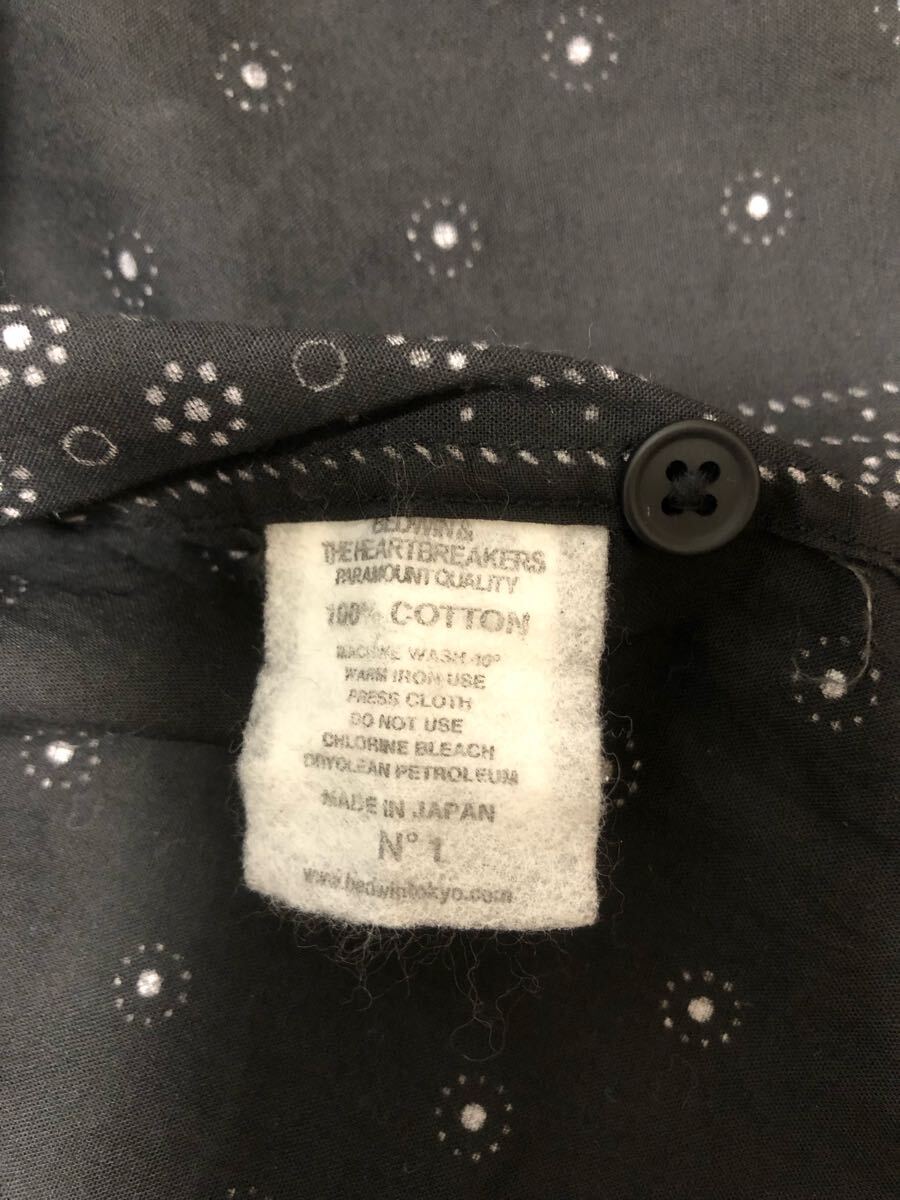 BEDWIN &
THE HEARTBREAKERS
PARAMOUNT QUALITY
100% COTTON
MACHINE WASH 40°
WARM IRON USE
PRESS CLOTH
DO NOT USE
CHLORINE BLEACH
DRYCLEAN PETROLEUM
MADE IN JAPAN
N° 1
www.bedwintokyo.com